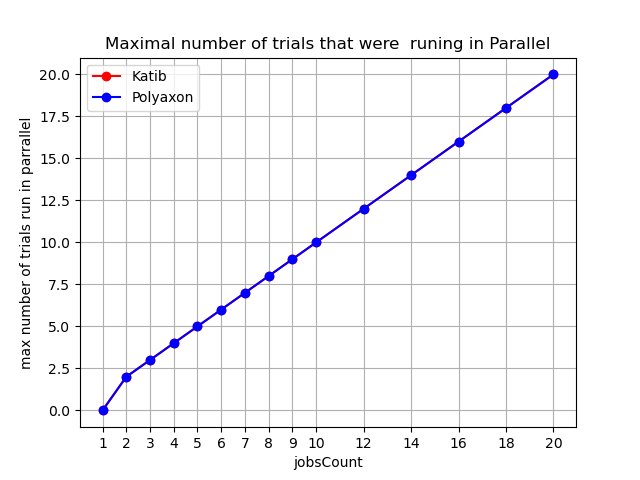 Maximal number of trials that were  runing in Parallel
Katib
Polyaxon
max number of trials run in parrallel
20.0
17.5
15.0
12.5
10.0
7.5
5.0
2.5
0.0
1 2 3 4 5 6 7 8 9 10 12 14 16 18 20
jobsCount